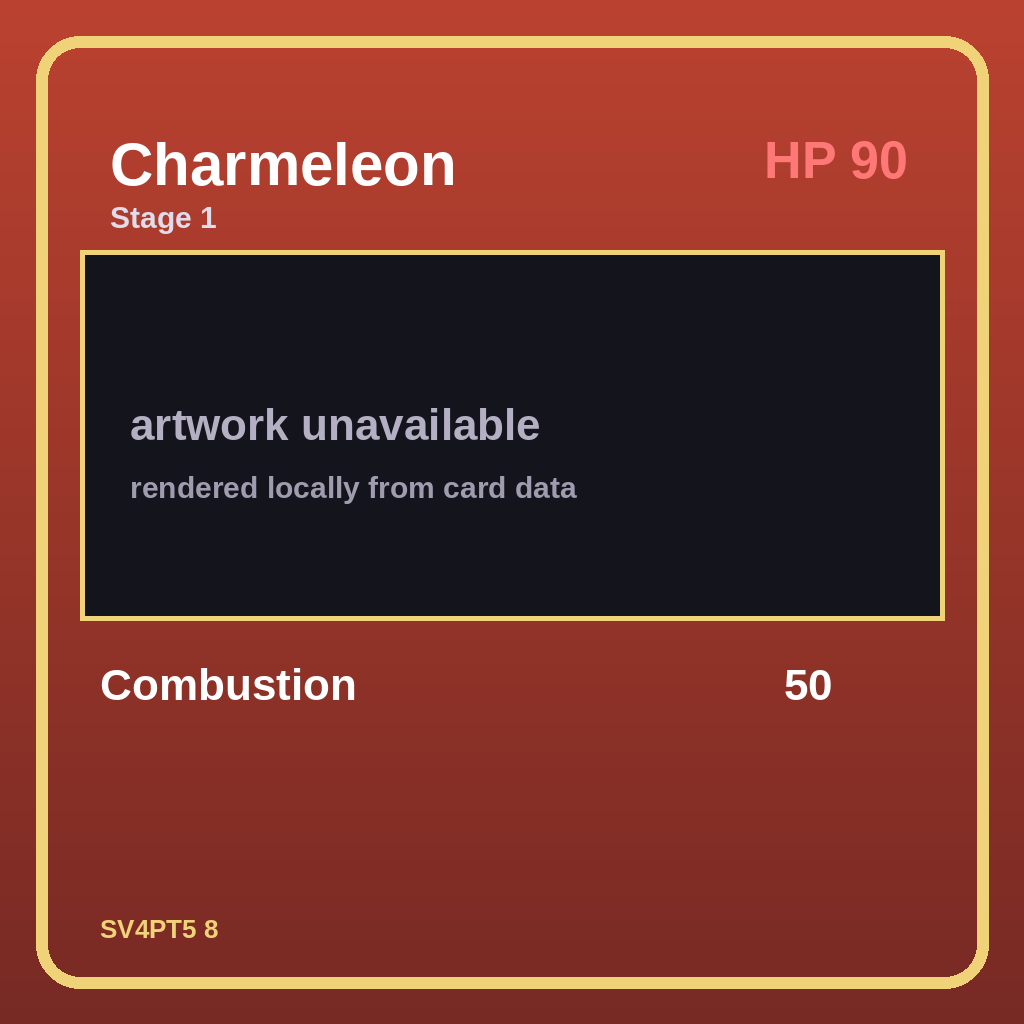 Charmeleon
HP 90
Stage 1
artwork unavailable
rendered locally from card data
Combustion
50
SV4PT5 8